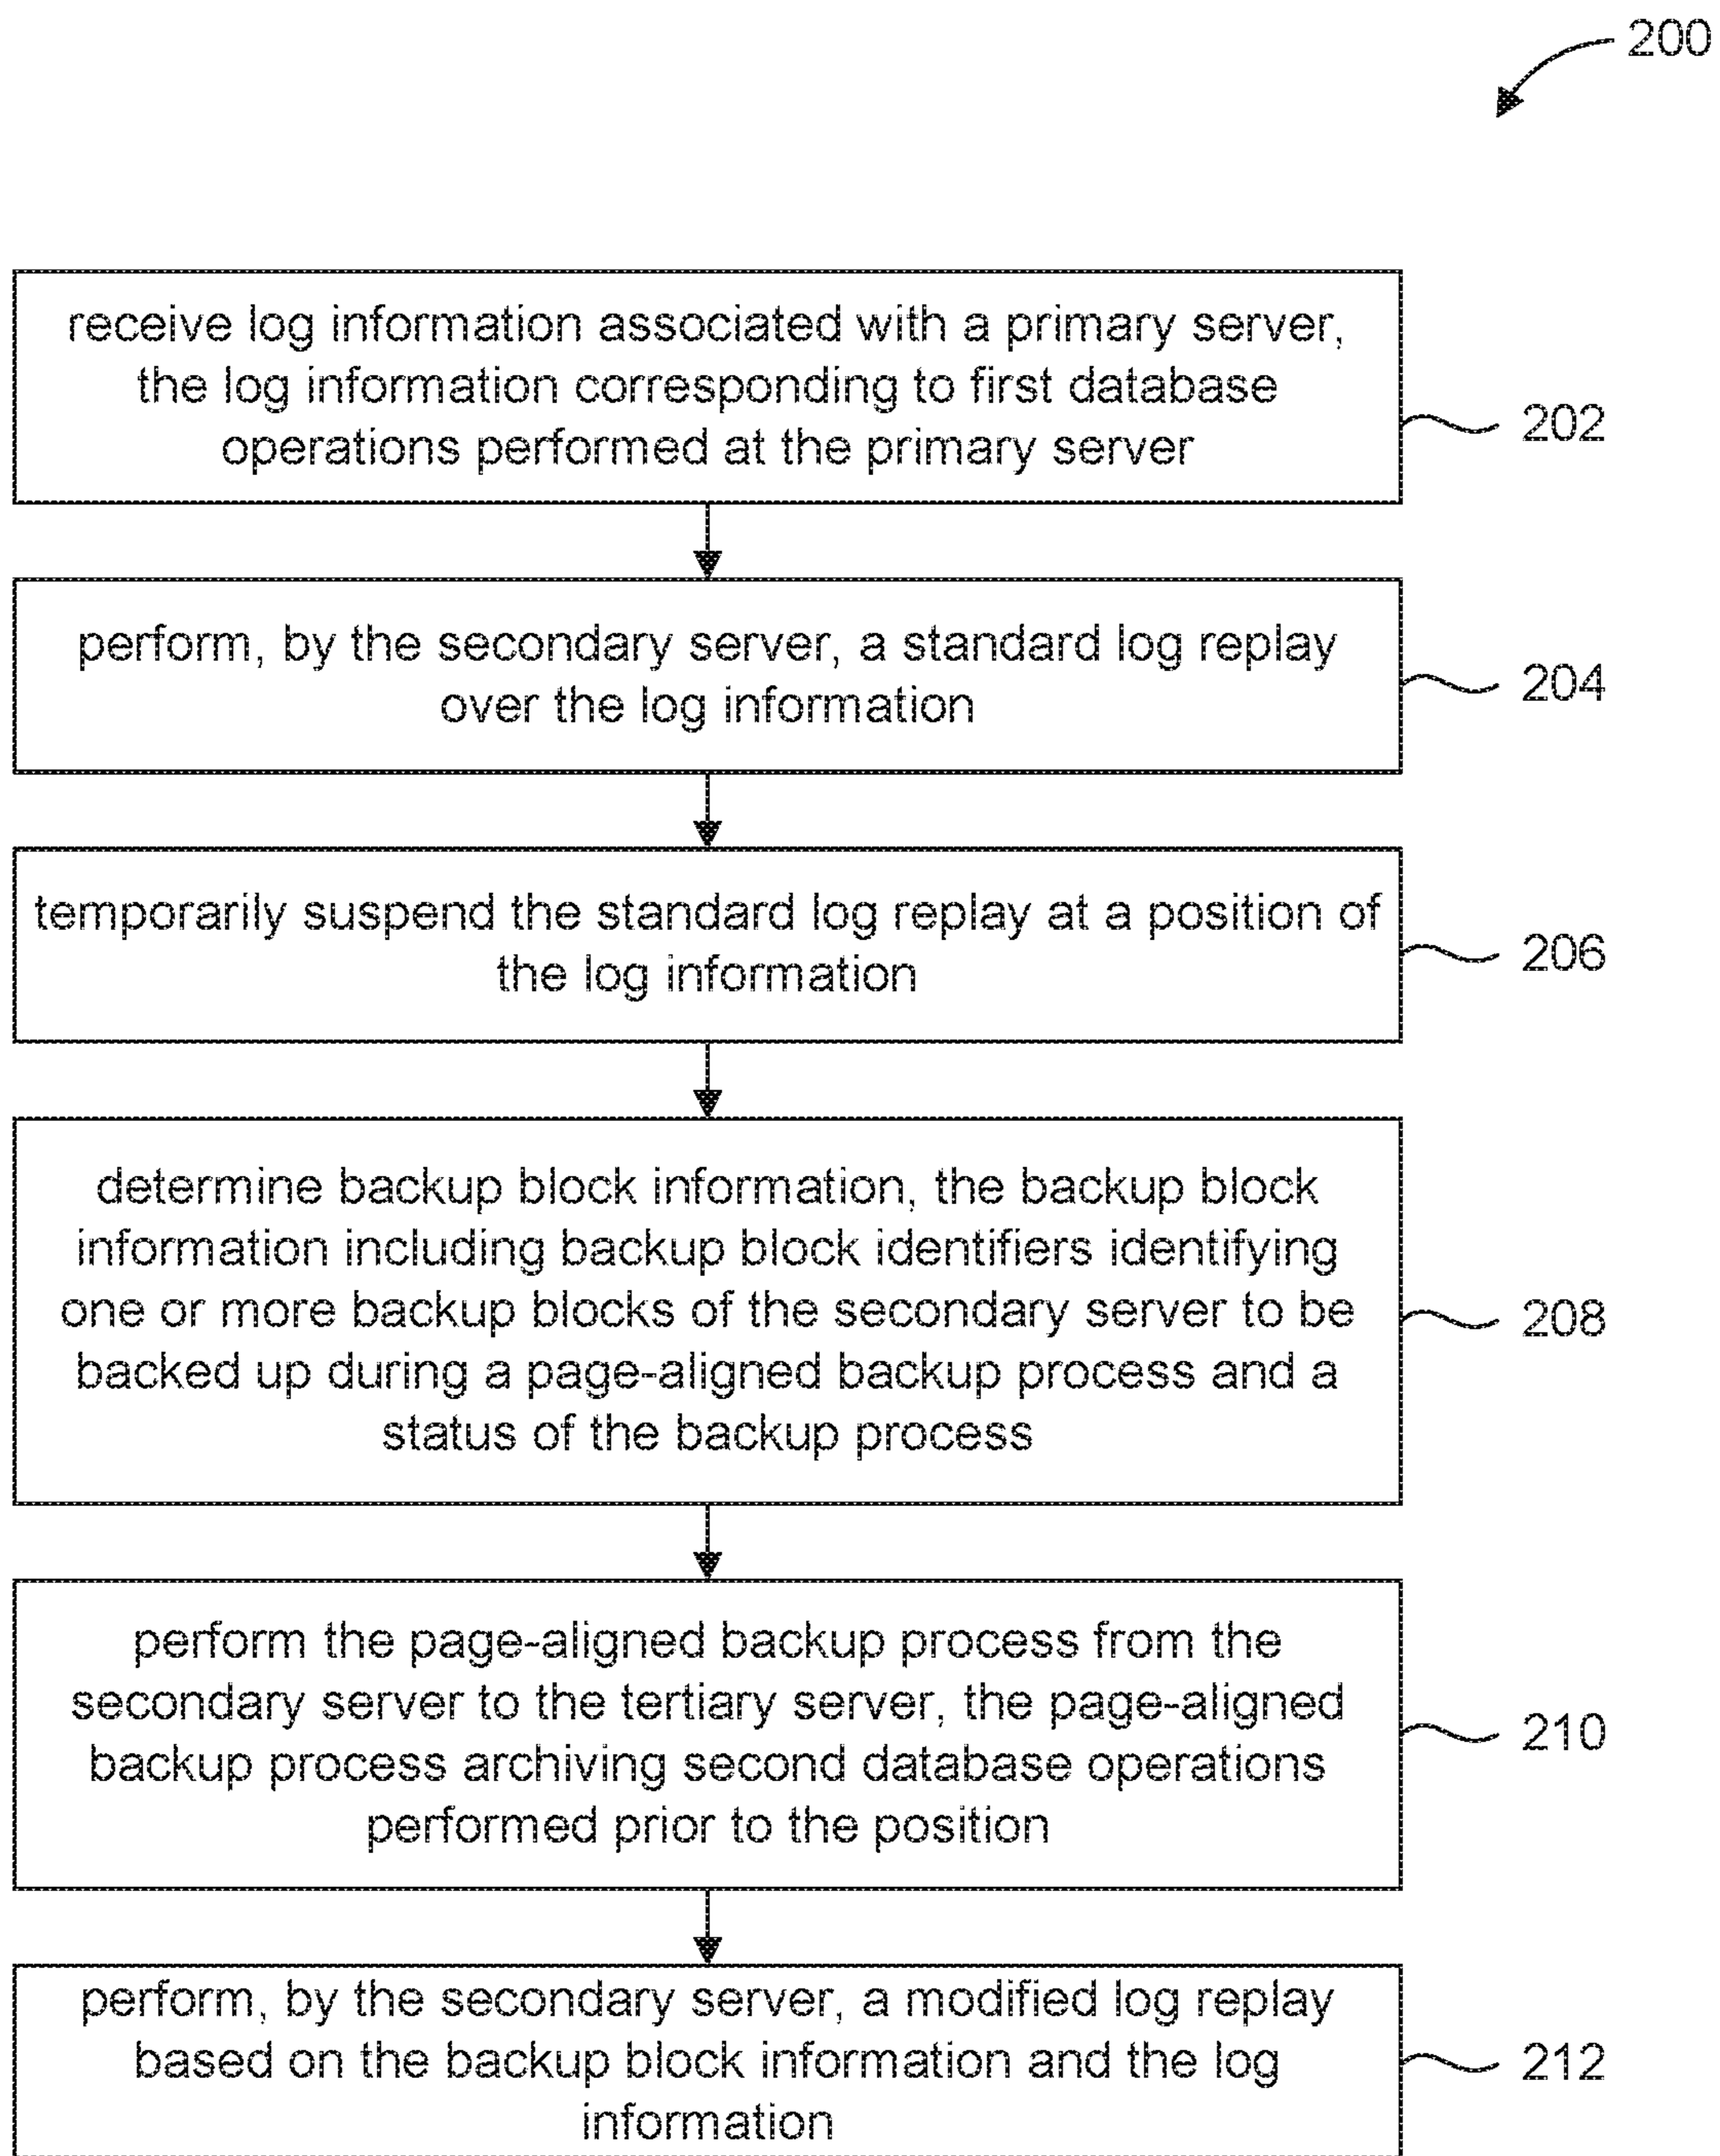 200
receive log information associated with a primary server,
the log information corresponding to first database
operations performed at the primary server
202
perform, by the secondary server, a standard log replay
over the log information
204
temporarily suspend the standard log replay at a position of
the log information
206
determine backup block information, the backup block
information including backup block identifiers identifying
one or more backup blocks of the secondary server to be
backed up during a page-aligned backup process and a
status of the backup process
208
perform the page-aligned backup process from the
secondary server to the tertiary server, the page-aligned
backup process archiving second database operations
performed prior to the position
210
perform, by the secondary server, a modified log replay
based on the backup block information and the log
information
212